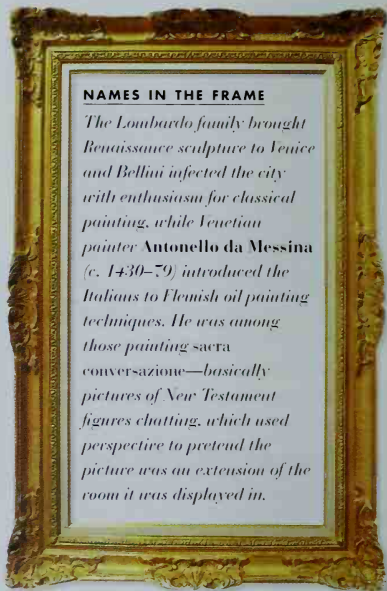 NAMES IN THE FRAME
The Lombardo family brought
Renaissance sculpture to Venice
and Bellini infected the city
with enthusiasm for classical
painting, while Venetian
painter Antonello da Messina
(c. 1430–79) introduced the
Italians to Flemish oil painting
techniques. He was among
those painting sacra
conversazione—basically
pictures of New Testament
figures chatting, which used
perspective to pretend the
picture was an extension of the
room it was displayed in.